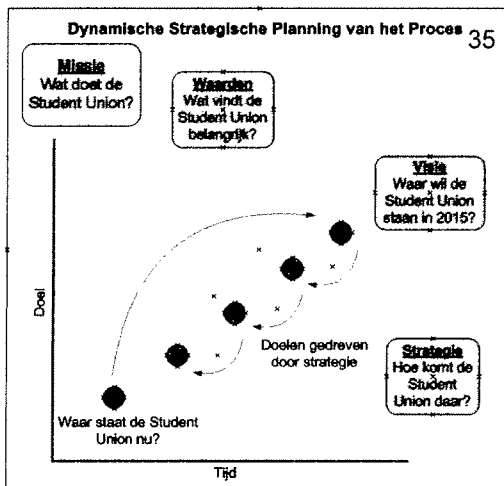 Dynamische Strategische Planning van het Proces
35
Missie
Wat doet de
Student Union?
Waarden
Wat vindt de
Student Union
belangrijk?
Visie
Waar wil de
Student Union
staan in 2015?
Doel
Doelen gedreven
door strategie
Strategie
Hoe komt de
Student
Union daar?
Waar staat de Student
Union nu?
Tijd